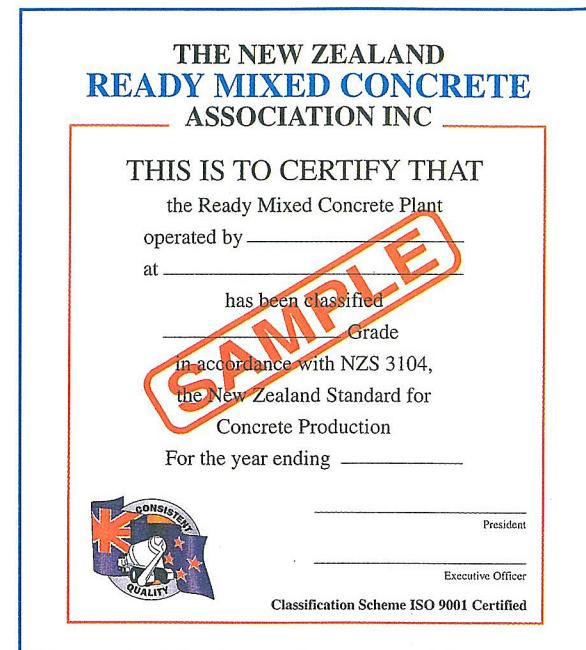 THE NEW ZEALAND
READY MIXED CONCRETE
ASSOCIATION INC
THIS IS TO CERTIFY THAT
the Ready Mixed Concrete Plant
operated by
at
has been classified
Grade
in accordance with NZS 3104,
the New Zealand Standard for
Concrete Production
For the year ending
SAMPLE
CONSISTENT
QUALITY
President
Executive Officer
Classification Scheme ISO 9001 Certified